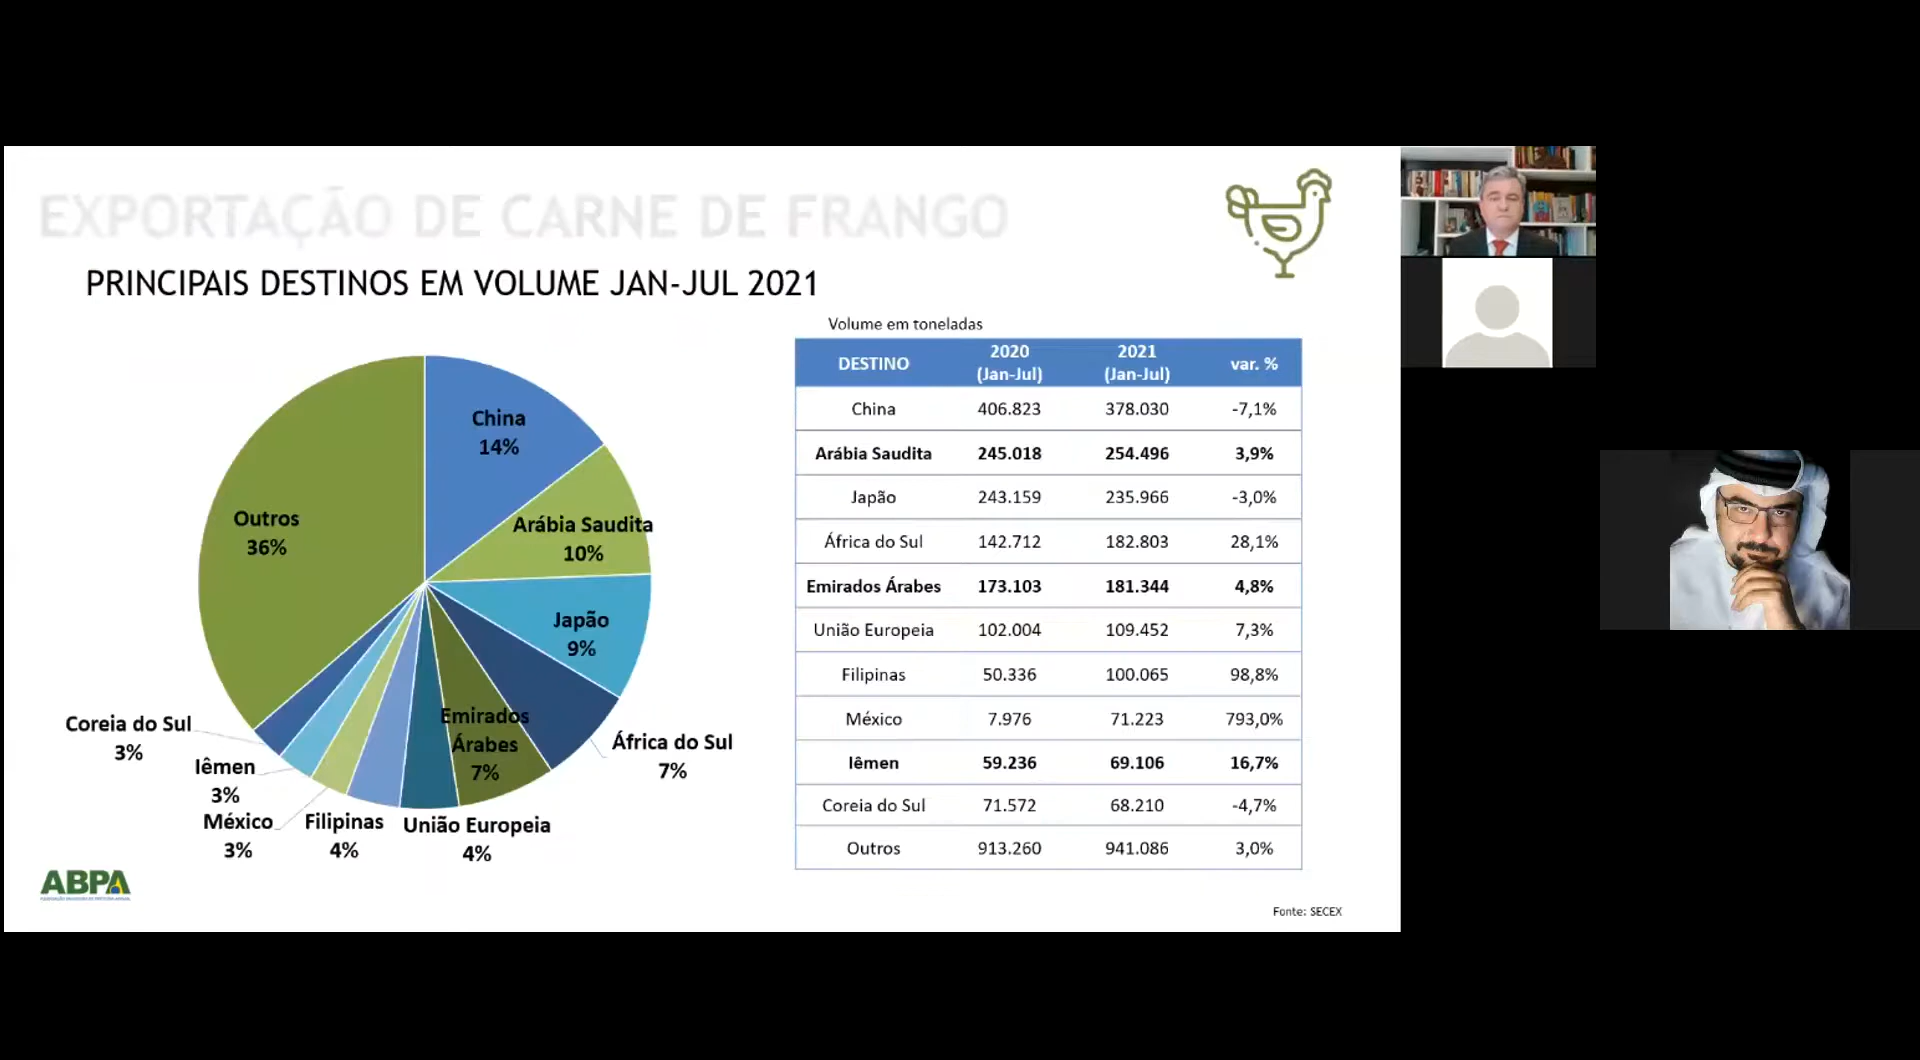 EXPORTAÇÃO DE CARNE DE FRANGO
PRINCIPAIS DESTINOS EM VOLUME JAN-JUL 2021
China
14%
Arábia Saudita
10%
Japão
9%
África do Sul
7%
Emirados
Árabes
7%
União Europeia
4%
Filipinas
4%
México
3%
Iêmen
3%
Coreia do Sul
3%
Outros
36%
Volume em toneladas
DESTINO 2020 (Jan-Jul) 2021 (Jan-Jul) var. %
China 406.823 378.030 -7,1%
Arábia Saudita 245.018 254.496 3,9%
Japão 243.159 235.966 -3,0%
África do Sul 142.712 182.803 28,1%
Emirados Árabes 173.103 181.344 4,8%
União Europeia 102.004 109.452 7,3%
Filipinas 50.336 100.065 98,8%
México 7.976 71.223 793,0%
Iêmen 59.236 69.106 16,7%
Coreia do Sul 71.572 68.210 -4,7%
Outros 913.260 941.086 3,0%
ABPA
Fonte: SECEX